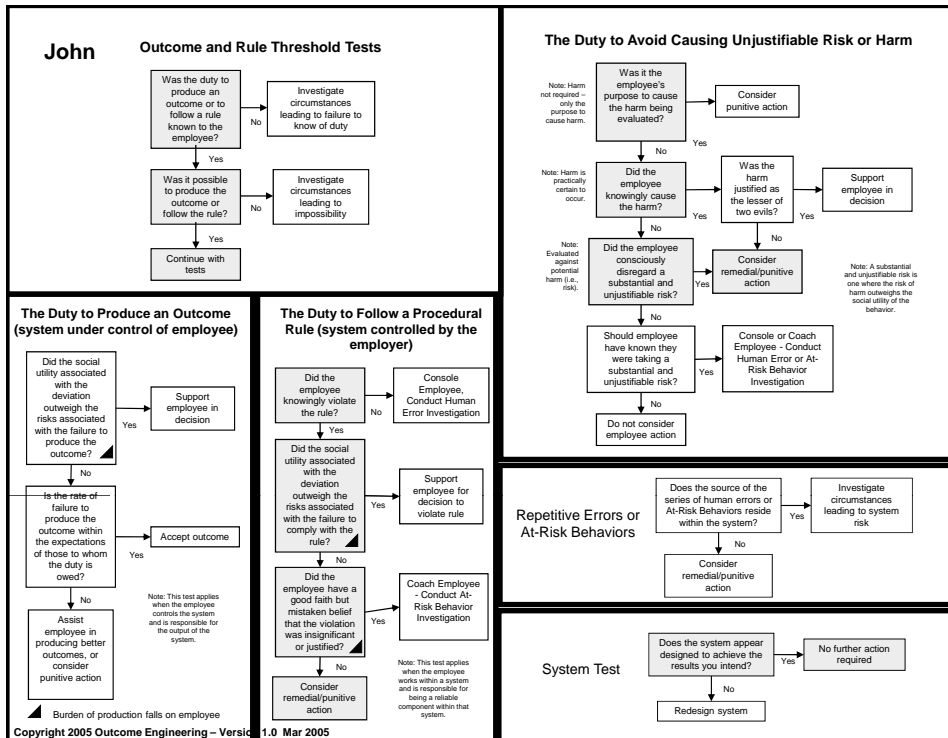 John
Outcome and Rule Threshold Tests
Was the duty to
produce an
outcome or to
follow a rule
known to the
employee?
No
Investigate
circumstances
leading to failure to
know of duty
Yes
Was it possible
to produce the
outcome or
follow the rule?
No
Investigate
circumstances
leading to
impossibility
Yes
Continue with
tests
The Duty to Avoid Causing Unjustifiable Risk or Harm
Note: Harm
not required –
only the
purpose to
cause harm.
Was it the
employee's
purpose to cause
the harm being
evaluated?
Yes
Consider
punitive action
No
Note: Harm is
practically
certain to
occur.
Did the
employee
knowingly cause
the harm?
Yes
Was the
harm
justified as
the lesser of
two evils?
Yes
Support
employee in
decision
No
No
Note:
Evaluated
against
potential
harm (i.e.,
risk).
Did the employee
consciously
disregard a
substantial and
unjustifiable risk?
Yes
Consider
remedial/punitive
action
Note: A substantial
and unjustifiable risk is
one where the risk of
harm outweighs the
social utility of the
behavior.
No
Should employee
have known they
were taking a
substantial and
unjustifiable risk?
Yes
Console or Coach
Employee - Conduct
Human Error or At-
Risk Behavior
Investigation
No
Do not consider
employee action
The Duty to Produce an Outcome
(system under control of employee)
Did the social
utility associated
with the
deviation
outweigh the
risks associated
with the failure to
produce the
outcome?
Yes
Support
employee in
decision
No
Is the rate of
failure to
produce the
outcome within
the expectations
of those to whom
the duty is
owed?
Yes
Accept outcome
No
Assist
employee in
producing better
outcomes, or
consider
punitive action
Note: This test applies
when the employee
controls the system
and is responsible for
the output of the
system.
Burden of production falls on employee
The Duty to Follow a Procedural
Rule (system controlled by the
employer)
Did the
employee
knowingly violate
the rule?
No
Console
Employee,
Conduct Human
Error Investigation
Yes
Did the social
utility associated
with the
deviation
outweigh the
risks associated
with the failure to
comply with the
rule?
Yes
Support
employee for
decision to
violate rule
No
Did the
employee have a
good faith but
mistaken belief
that the violation
was insignificant
or justified?
Yes
Coach Employee
- Conduct At-
Risk Behavior
Investigation
No
Consider
remedial/punitive
action
Note: This test applies
when the employee
works within a system
and is responsible for
being a reliable
component within that
system.
Repetitive Errors or
At-Risk Behaviors
Does the source of the
series of human errors or
At-Risk Behaviors reside
within the system?
Yes
Investigate
circumstances
leading to system
risk
No
Consider
remedial/punitive
action
System Test
Does the system appear
designed to achieve the
results you intend?
Yes
No further action
required
No
Redesign system
Copyright 2005 Outcome Engineering – Versi 1.0 Mar 2005